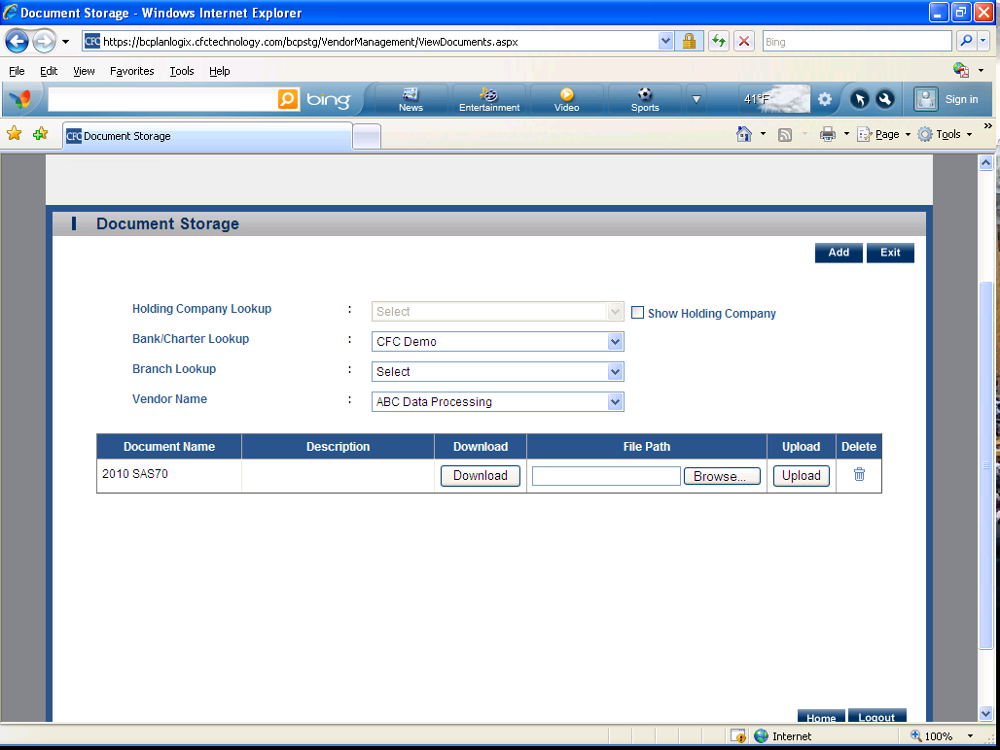 Document Storage - Windows Internet Explorer
CFC https://bcplanlogix.cfctechnology.com/bcpstg/VendorManagement/ViewDocuments.aspx Bing
File Edit View Favorites Tools Help
bing News Entertainment Video Sports 41°F Sign in
CFC Document Storage Page Tools »
Document Storage
Add Exit
Holding Company Lookup : Select Show Holding Company
Bank/Charter Lookup : CFC Demo
Branch Lookup : Select
Vendor Name : ABC Data Processing
Document Name Description Download File Path Upload Delete
2010 SAS70 Download Browse... Upload
Home Logout
Internet 100%